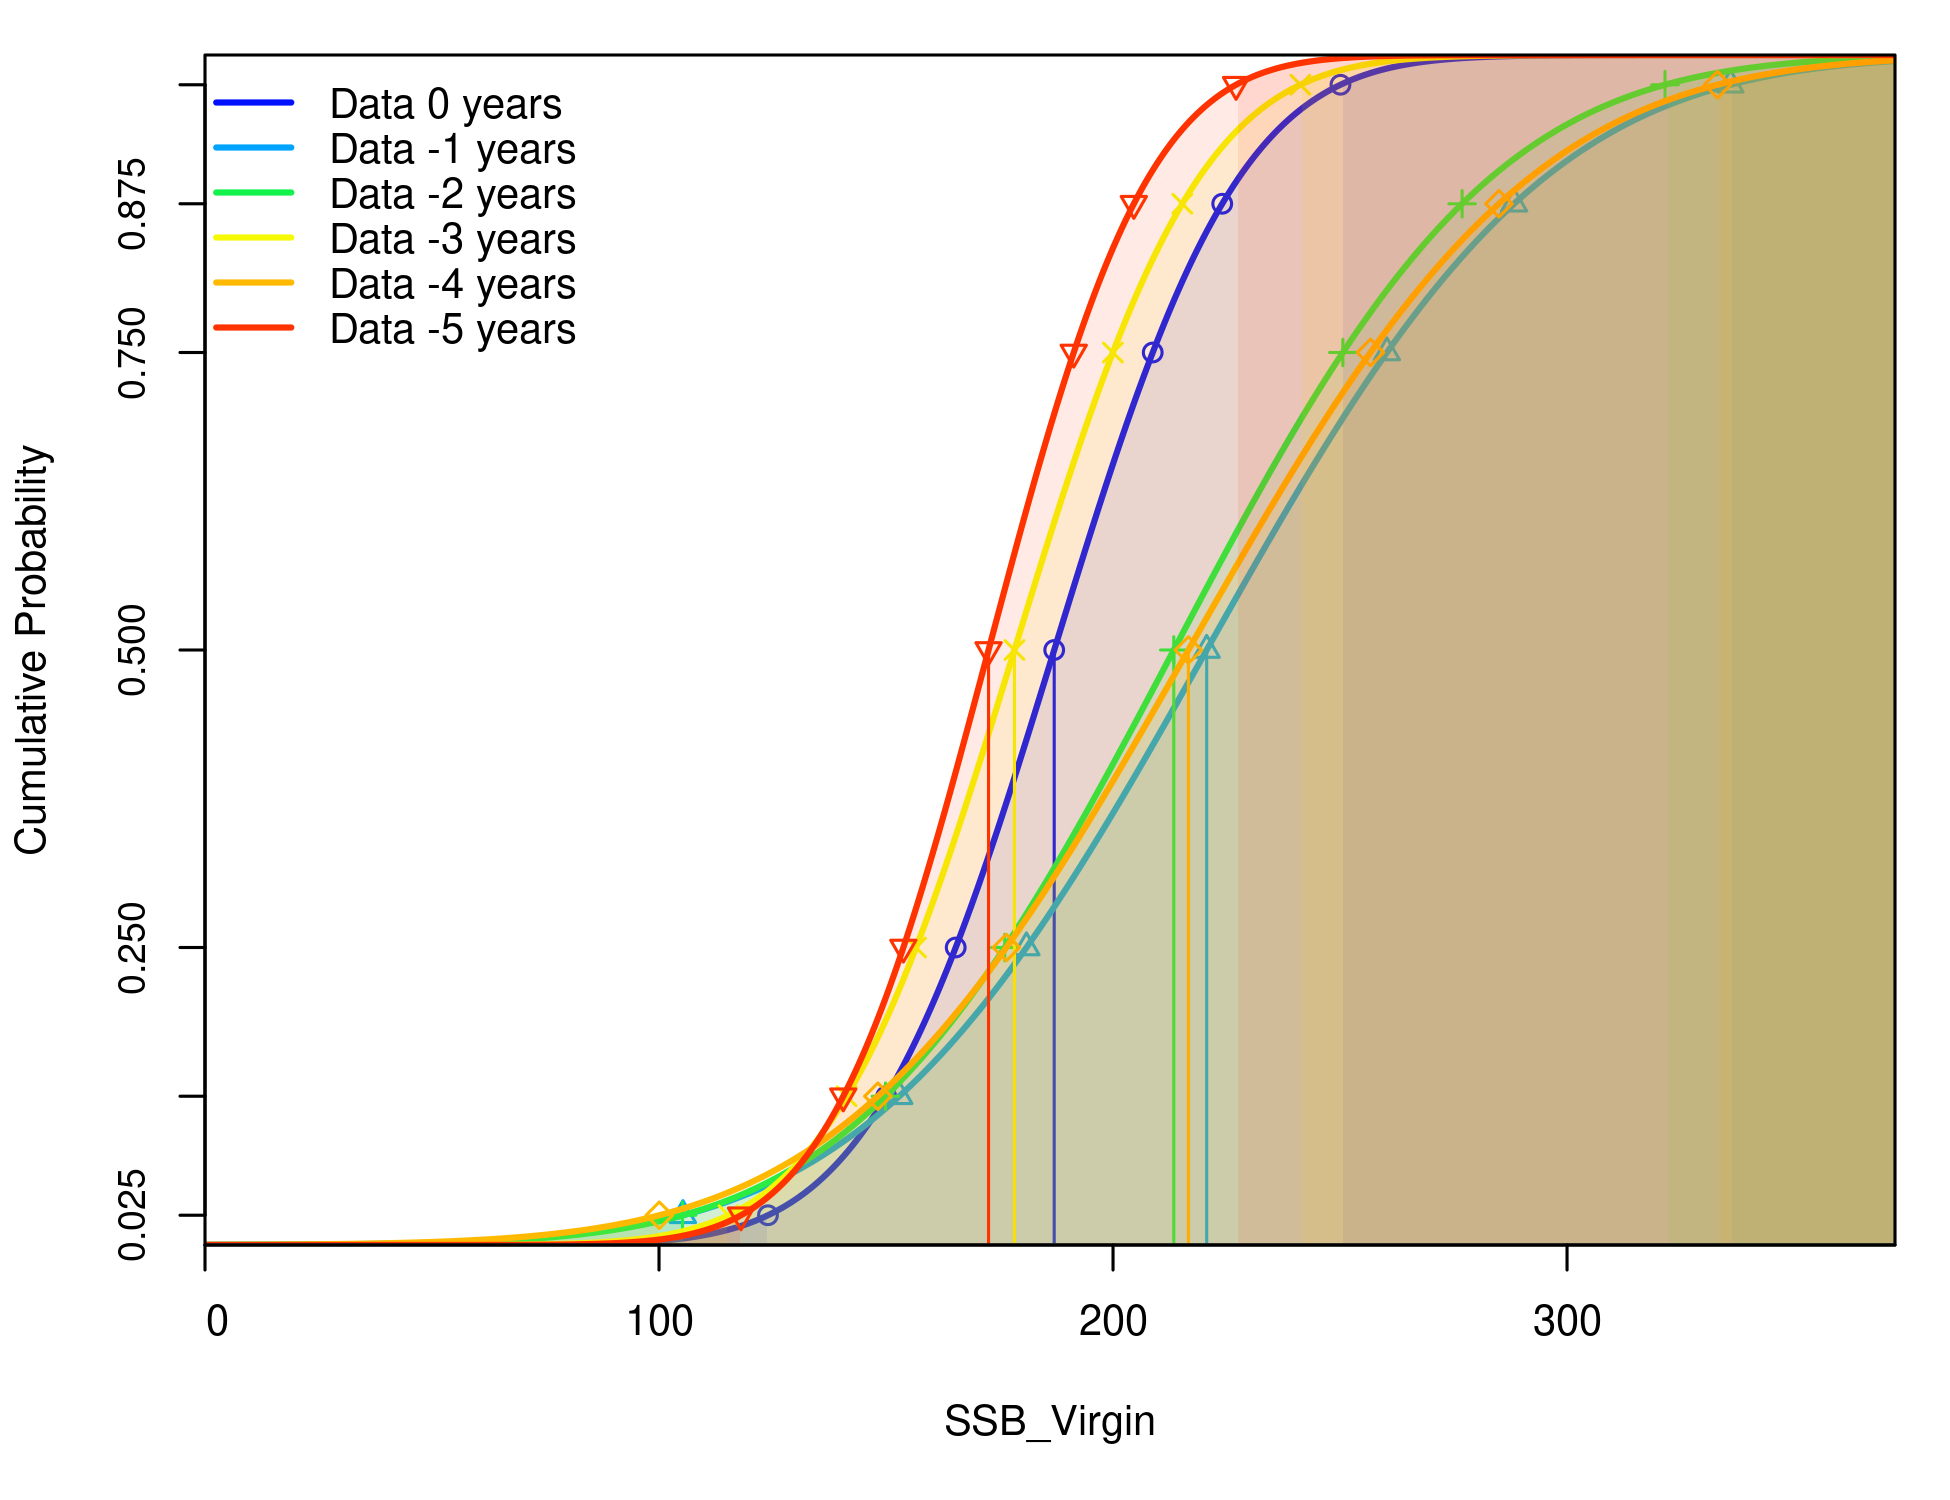 Data 0 years
Data -1 years
Data -2 years
Data -3 years
Data -4 years
Data -5 years
Cumulative Probability
0.875
0.750
0.500
0.250
0.025
0 100 200 300
SSB_Virgin